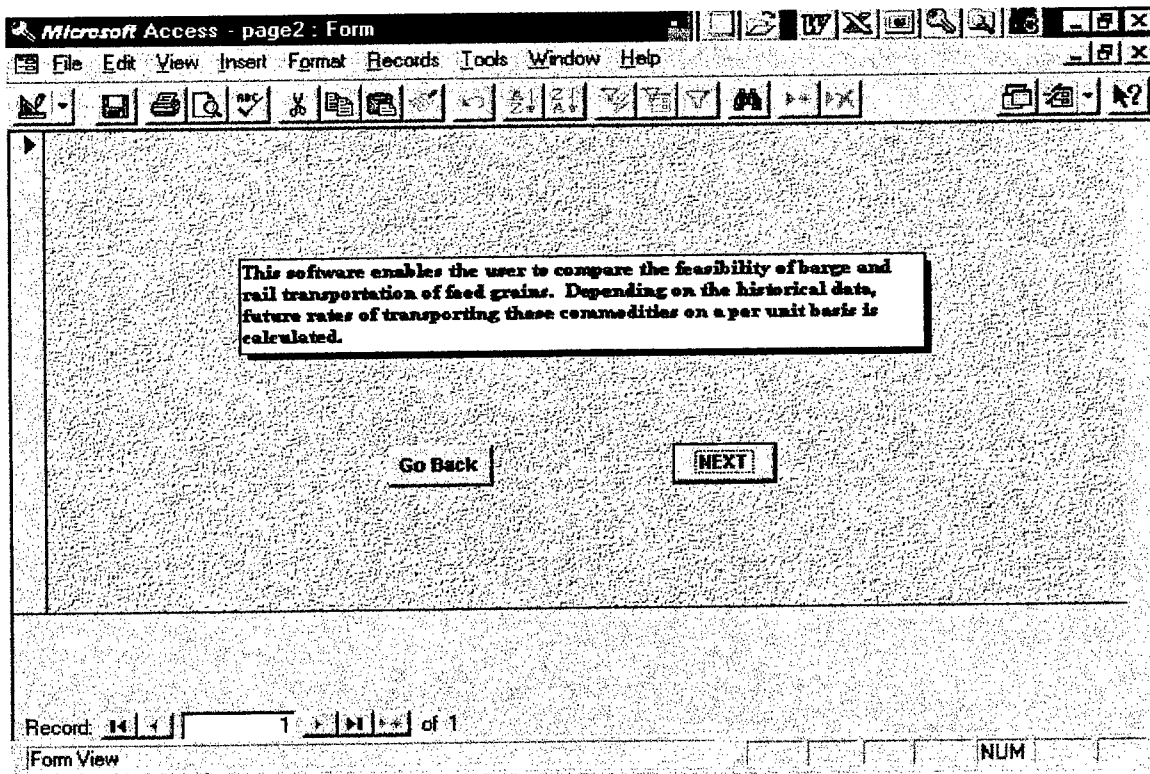 Microsoft Access - page2 : Form
File Edit View Insert Format Records Tools Window Help
This software enables the user to compare the feasibility of barge and
rail transportation of feed grains. Depending on the historical data,
future rates of transporting these commodities on a per unit basis is
calculated.
Go Back NEXT
Record: 1 of 1
Form View NUM